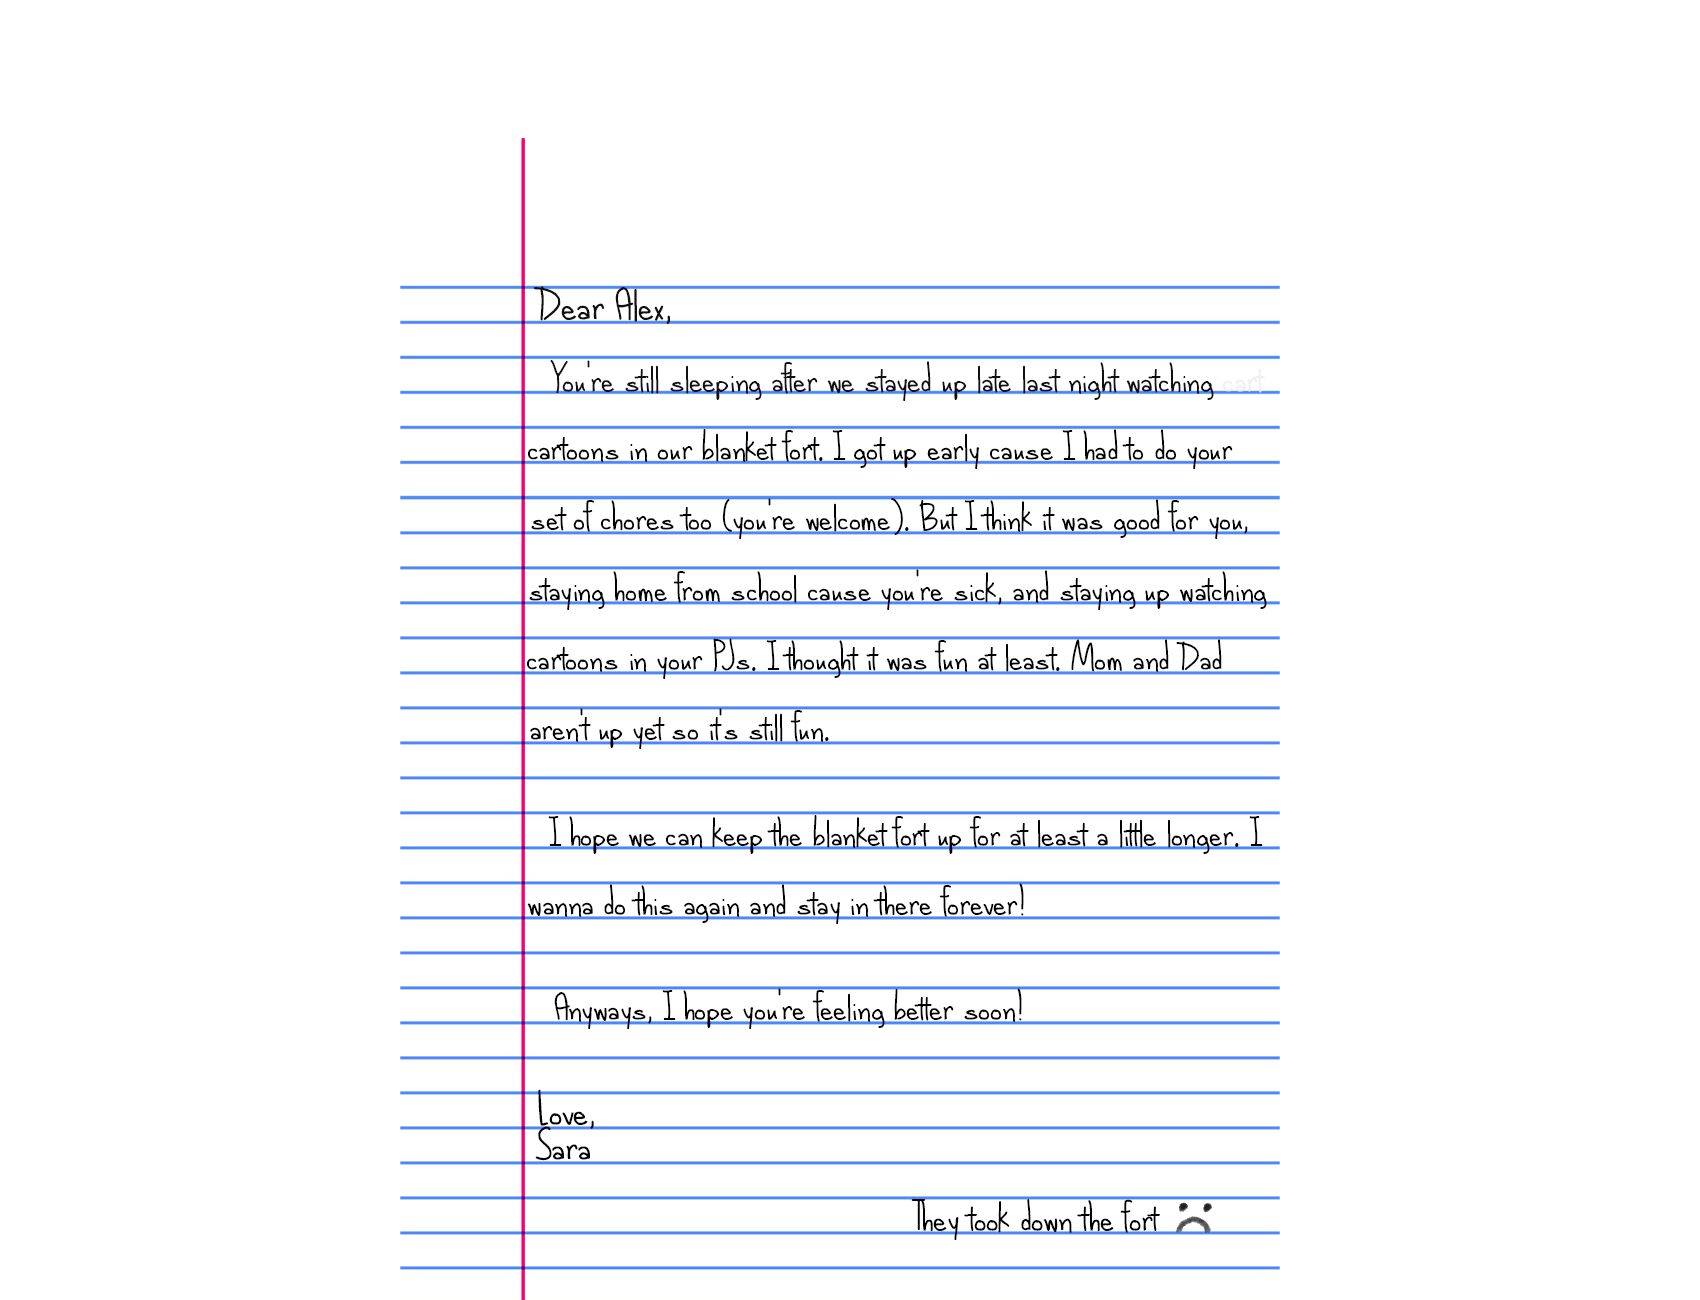 Dear Alex,
You're still sleeping after we stayed up late last night watching cart
cartoons in our blanket fort. I got up early cause I had to do your
set of chores too (you're welcome). But I think it was good for you,
staying home from school cause you're sick, and staying up watching
cartoons in your PJs. I thought it was fun at least. Mom and Dad
aren't up yet so it's still fun.
I hope we can keep the blanket fort up for at least a little longer. I
wanna do this again and stay in there forever!
Anyways, I hope you're feeling better soon!
Love,
Sara
They took down the fort